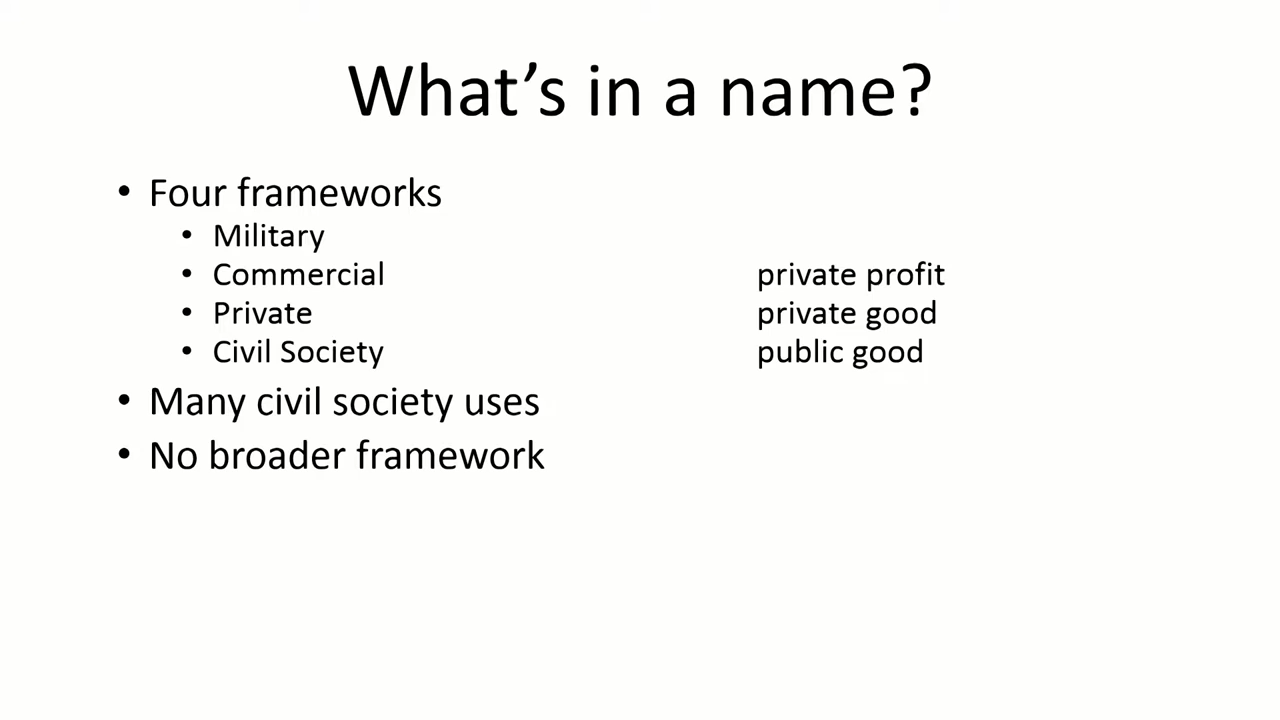 What's in a name?
• Four frameworks
• Military
• Commercial private profit
• Private private good
• Civil Society public good
• Many civil society uses
• No broader framework